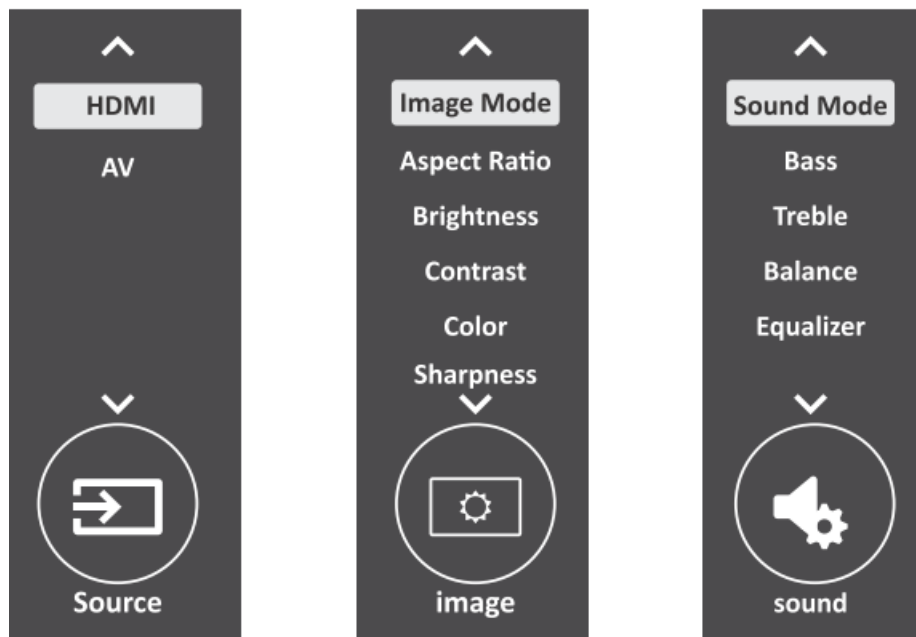 HDMI
AV
Source
Image Mode
Aspect Ratio
Brightness
Contrast
Color
Sharpness
image
Sound Mode
Bass
Treble
Balance
Equalizer
sound